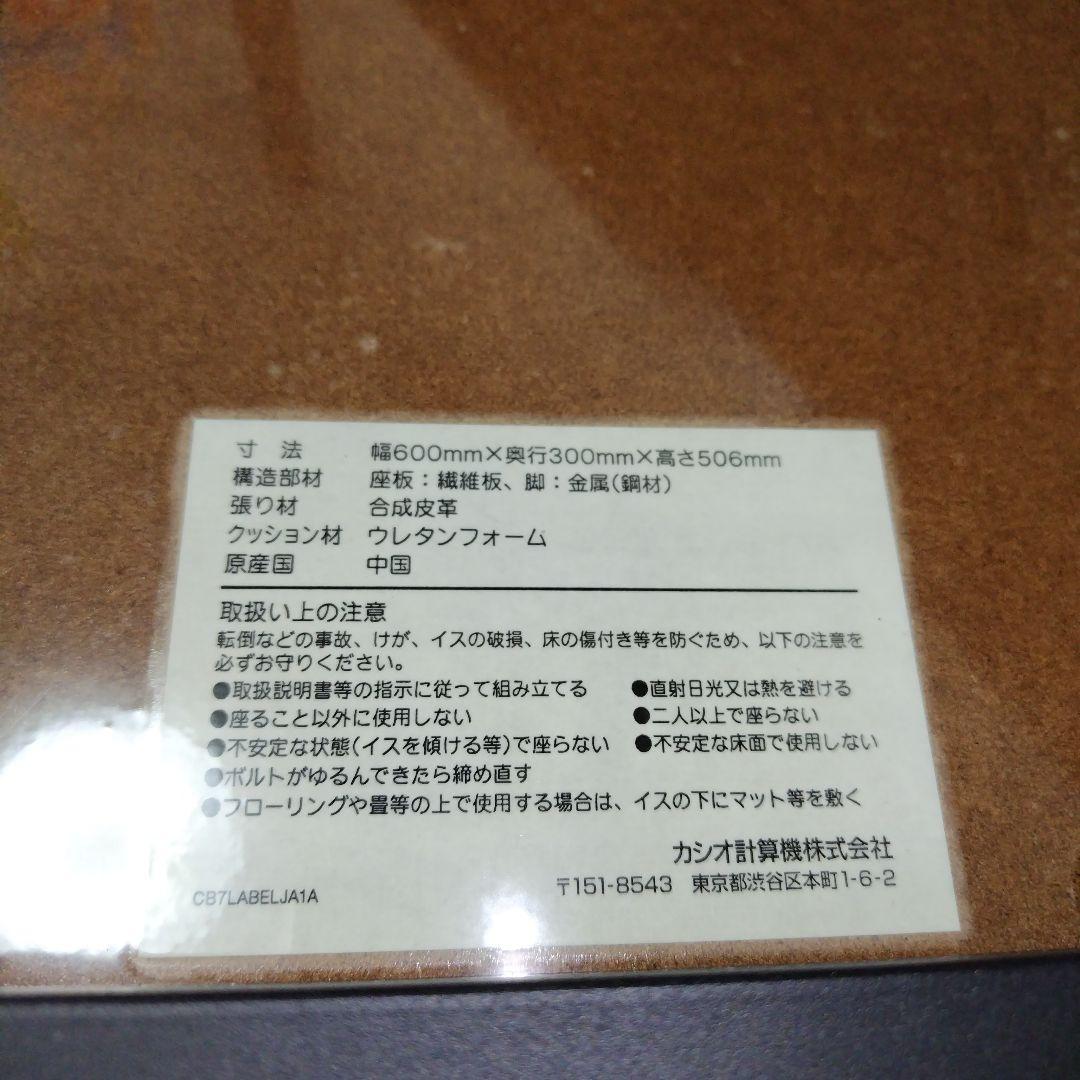 寸 法 幅600mm×奥行300mm×高さ506mm
構造部材 座板：繊維板、脚：金属(鋼材)
張り材 合成皮革
クッション材 ウレタンフォーム
原産国 中国
取扱い上の注意
転倒などの事故、けが、イスの破損、床の傷付き等を防ぐため、以下の注意を
必ずお守りください。
●取扱説明書等の指示に従って組み立てる ●直射日光又は熱を避ける
●座ること以外に使用しない ●二人以上で座らない
●不安定な状態(イスを傾ける等)で座らない ●不安定な床面で使用しない
●ボルトがゆるんできたら締め直す
●フローリングや畳等の上で使用する場合は、イスの下にマット等を敷く
カシオ計算機株式会社
CB7LABELJA1A 〒151-8543 東京都渋谷区本町1-6-2